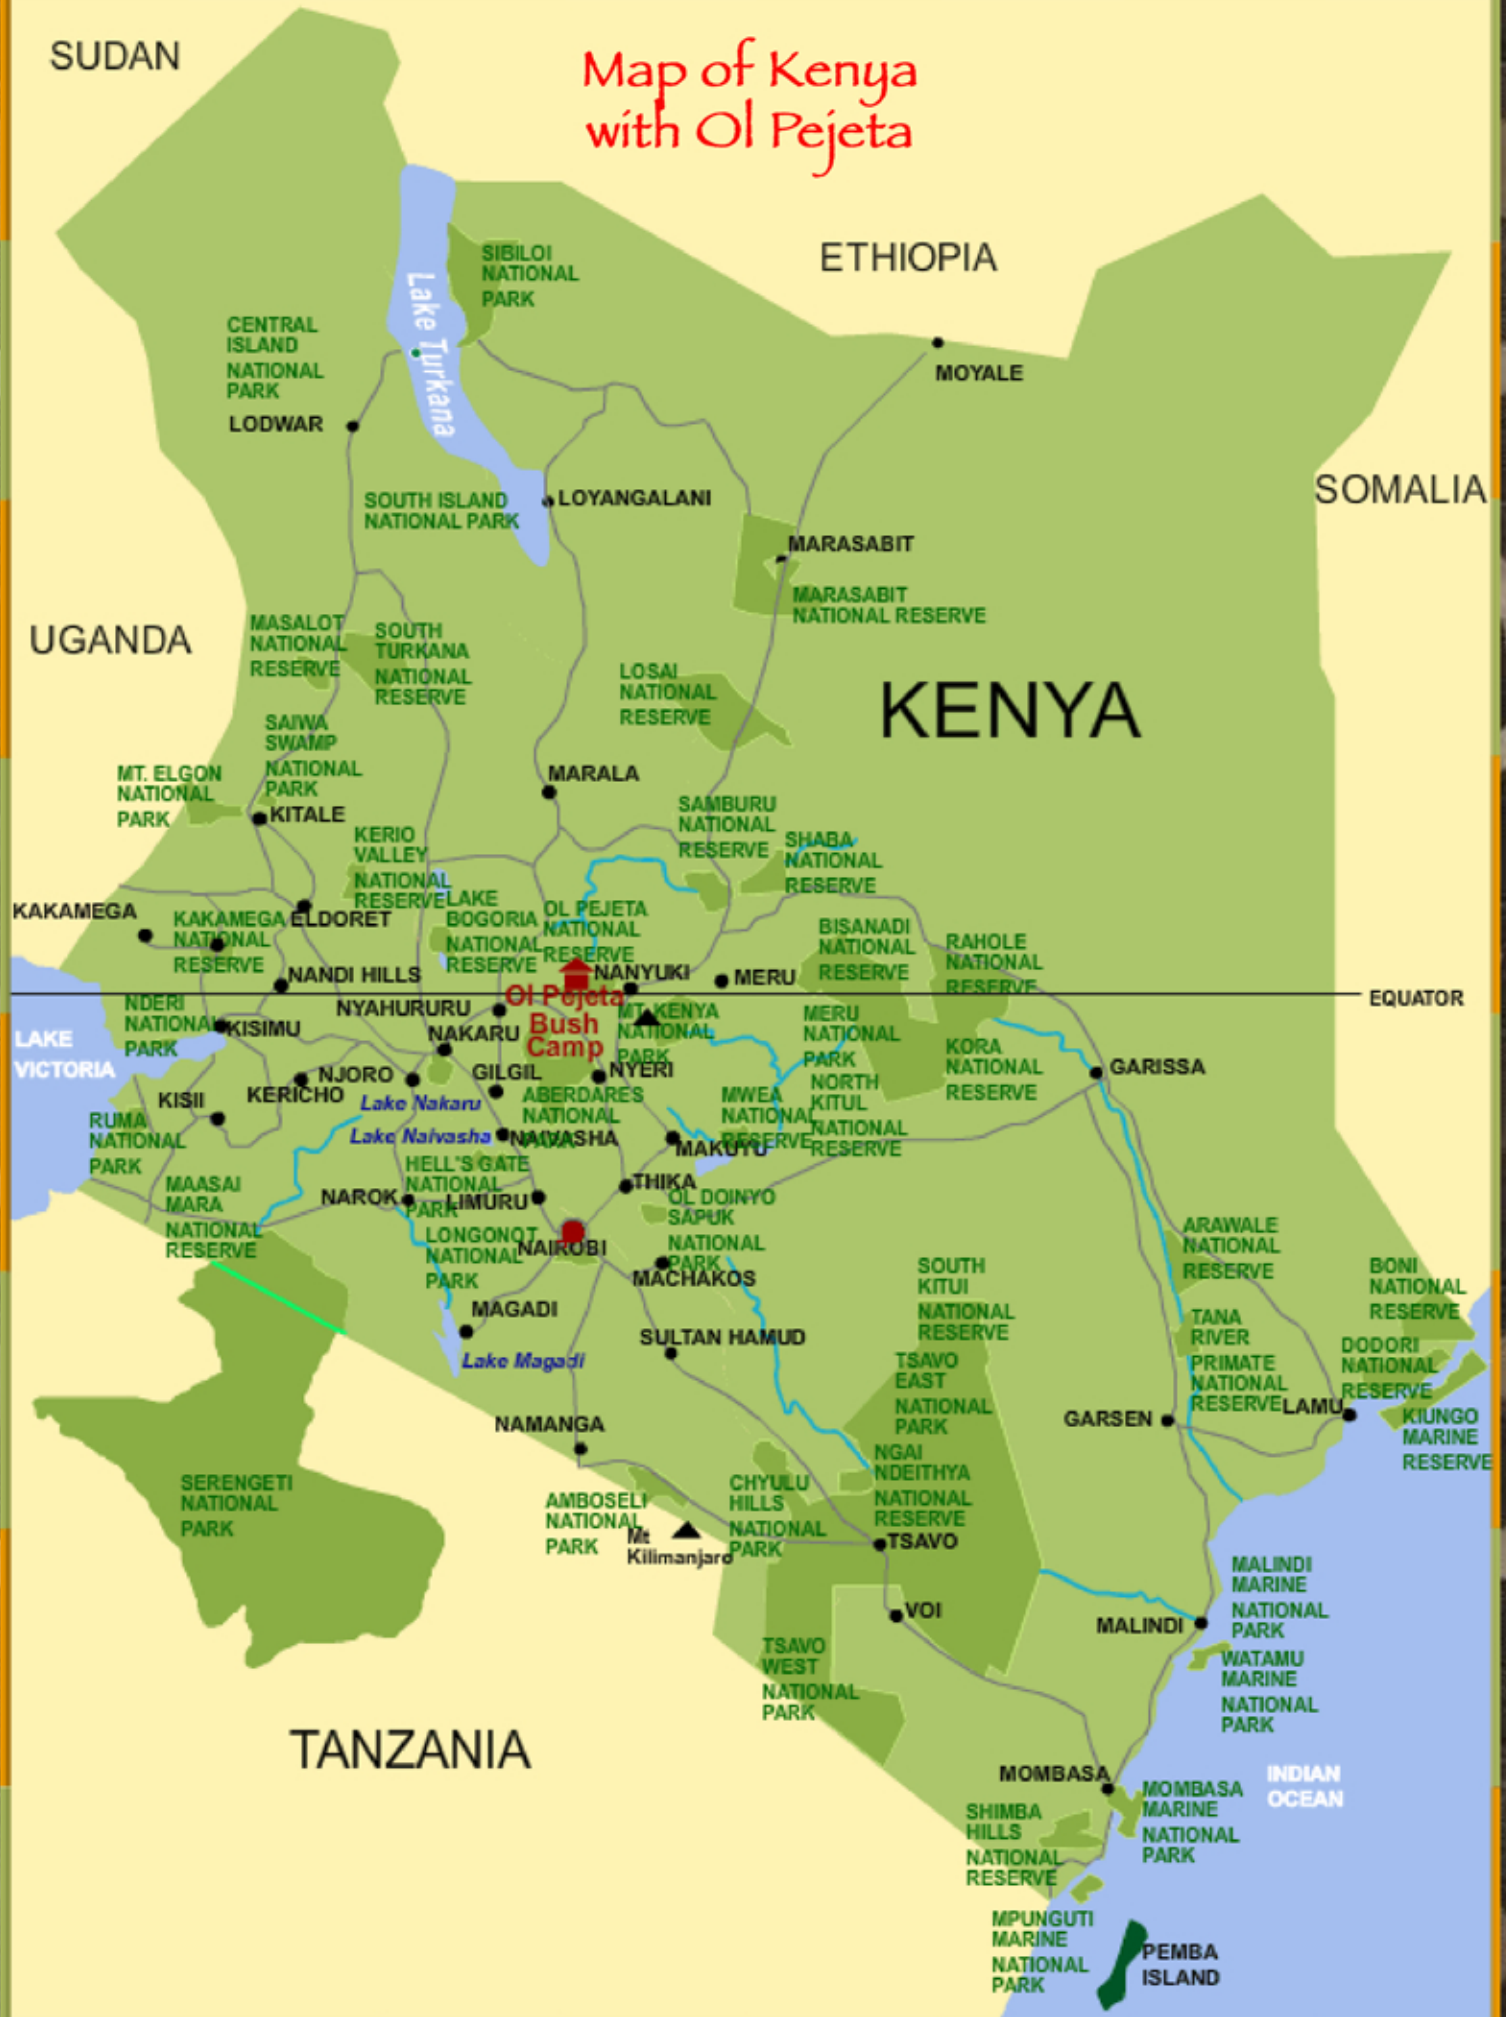 SUDAN
Map of Kenya
with Ol Pejeta
ETHIOPIA
SIBILOI
NATIONAL
PARK
Lake Turkana
CENTRAL
ISLAND
NATIONAL
PARK
MOYALE
LODWAR
SOMALIA
SOUTH ISLAND
NATIONAL PARK
LOYANGALANI
MARASABIT
MARASABIT
NATIONAL RESERVE
UGANDA
MASALOT
NATIONAL
RESERVE
SOUTH
TURKANA
NATIONAL
RESERVE
LOSAI
NATIONAL
RESERVE
KENYA
SAIWA
SWAMP
NATIONAL
PARK
MT. ELGON
NATIONAL
PARK
KITALE
MARALA
SAMBURU
NATIONAL
RESERVE
SHABA
NATIONAL
RESERVE
KERIO
VALLEY
NATIONAL
RESERVE
LAKE
BOGORIA
NATIONAL
RESERVE
OL PEJETA
NATIONAL
RESERVE
KAKAMEGA
KAKAMEGA
NATIONAL
RESERVE
ELDORET
BISANADI
NATIONAL
RESERVE
RAHOLE
NATIONAL
RESERVE
NANDI HILLS
NANYUKI
MERU
EQUATOR
NYAHURURU
Ol Pejeta
Bush
Camp
NDERI
NATIONAL
PARK
KISIMU
NAKARU
MT. KENYA
NATIONAL
PARK
MERU
NATIONAL
PARK
LAKE
VICTORIA
KORA
NATIONAL
RESERVE
GARISSA
NJORO
GILGIL
NYERI
KERICHO
KISII
Lake Nakaru
ABERDARES
NATIONAL
PARK
MWEA
NATIONAL
RESERVE
NORTH
KITUL
NATIONAL
RESERVE
RUMA
NATIONAL
PARK
Lake Naivasha
NAIVASHA
MAKUYU
HELL'S GATE
NATIONAL
PARK
MAASAI
MARA
NATIONAL
RESERVE
NAROK
LIMURU
THIKA
OL DOINYO
SAPUK
NATIONAL
PARK
LONGONOT
NATIONAL
PARK
NAIROBI
MACHAKOS
ARAWALE
NATIONAL
RESERVE
SOUTH
KITUI
NATIONAL
RESERVE
BONI
NATIONAL
RESERVE
MAGADI
SULTAN HAMUD
TANA
RIVER
PRIMATE
NATIONAL
RESERVE
DODORI
NATIONAL
RESERVE
Lake Magadi
TSAVO
EAST
NATIONAL
PARK
LAMU
GARSEN
KIUNGO
MARINE
RESERVE
NAMANGA
NGAI
NDEITHYA
NATIONAL
RESERVE
SERENGETI
NATIONAL
PARK
AMBOSELI
NATIONAL
PARK
Mt
Kilimanjaro
CHYULU
HILLS
NATIONAL
PARK
TSAVO
VOI
MALINDI
MALINDI
MARINE
NATIONAL
PARK
TSAVO
WEST
NATIONAL
PARK
WATAMU
MARINE
NATIONAL
PARK
TANZANIA
MOMBASA
INDIAN
OCEAN
MOMBASA
MARINE
NATIONAL
PARK
SHIMBA
HILLS
NATIONAL
RESERVE
MPUNGUTI
MARINE
NATIONAL
PARK
PEMBA
ISLAND